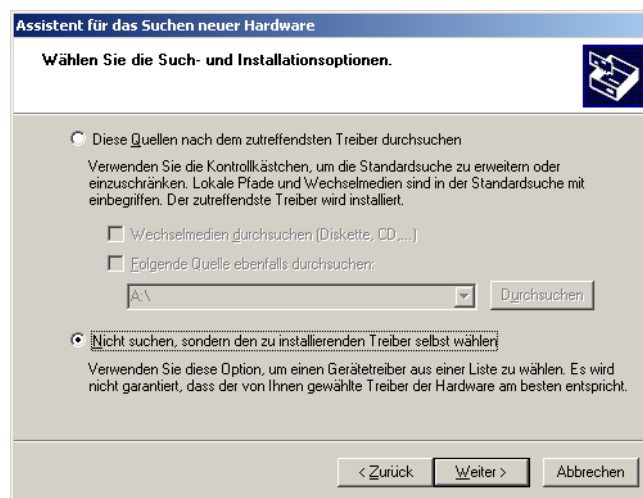 Assistent für das Suchen neuer Hardware
Wählen Sie die Such- und Installationsoptionen.
Diese Quellen nach dem zutreffendsten Treiber durchsuchen
Verwenden Sie die Kontrollkästchen, um die Standardsuche zu erweitern oder
einzuschränken. Lokale Pfade und Wechselmedien sind in der Standardsuche mit
einbegriffen. Der zutreffendste Treiber wird installiert.
Wechselmedien durchsuchen (Diskette, CD,...)
Folgende Quelle ebenfalls durchsuchen:
A:\ Durchsuchen
Nicht suchen, sondern den zu installierenden Treiber selbst wählen
Verwenden Sie diese Option, um einen Gerätetreiber aus einer Liste zu wählen. Es wird
nicht garantiert, dass der von Ihnen gewählte Treiber der Hardware am besten entspricht.
< Zurück Weiter > Abbrechen